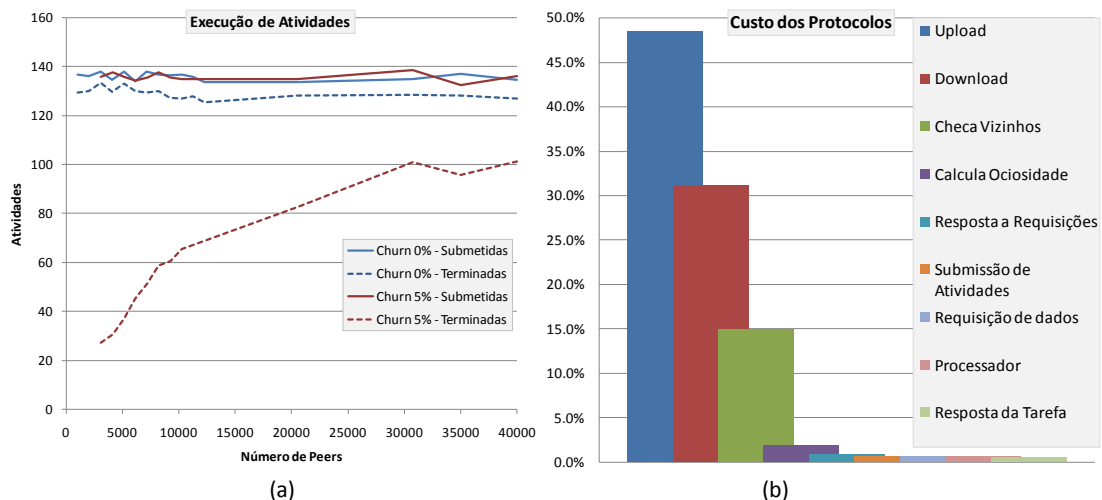 Execução de Atividades
160
140
120
100
80
60
40
20
0
Atividades
0 5000 10000 15000 20000 25000 30000 35000 40000
Número de Peers
Churn 0% - Submetidas
Churn 0% - Terminadas
Churn 5% - Submetidas
Churn 5% - Terminadas
(a)
Custo dos Protocolos
50.0%
45.0%
40.0%
35.0%
30.0%
25.0%
20.0%
15.0%
10.0%
5.0%
0.0%
Upload
Download
Checa Vizinhos
Calcula Ociosidade
Resposta a Requisições
Submissão de
Atividades
Requisição de dados
Processador
Resposta da Tarefa
(b)